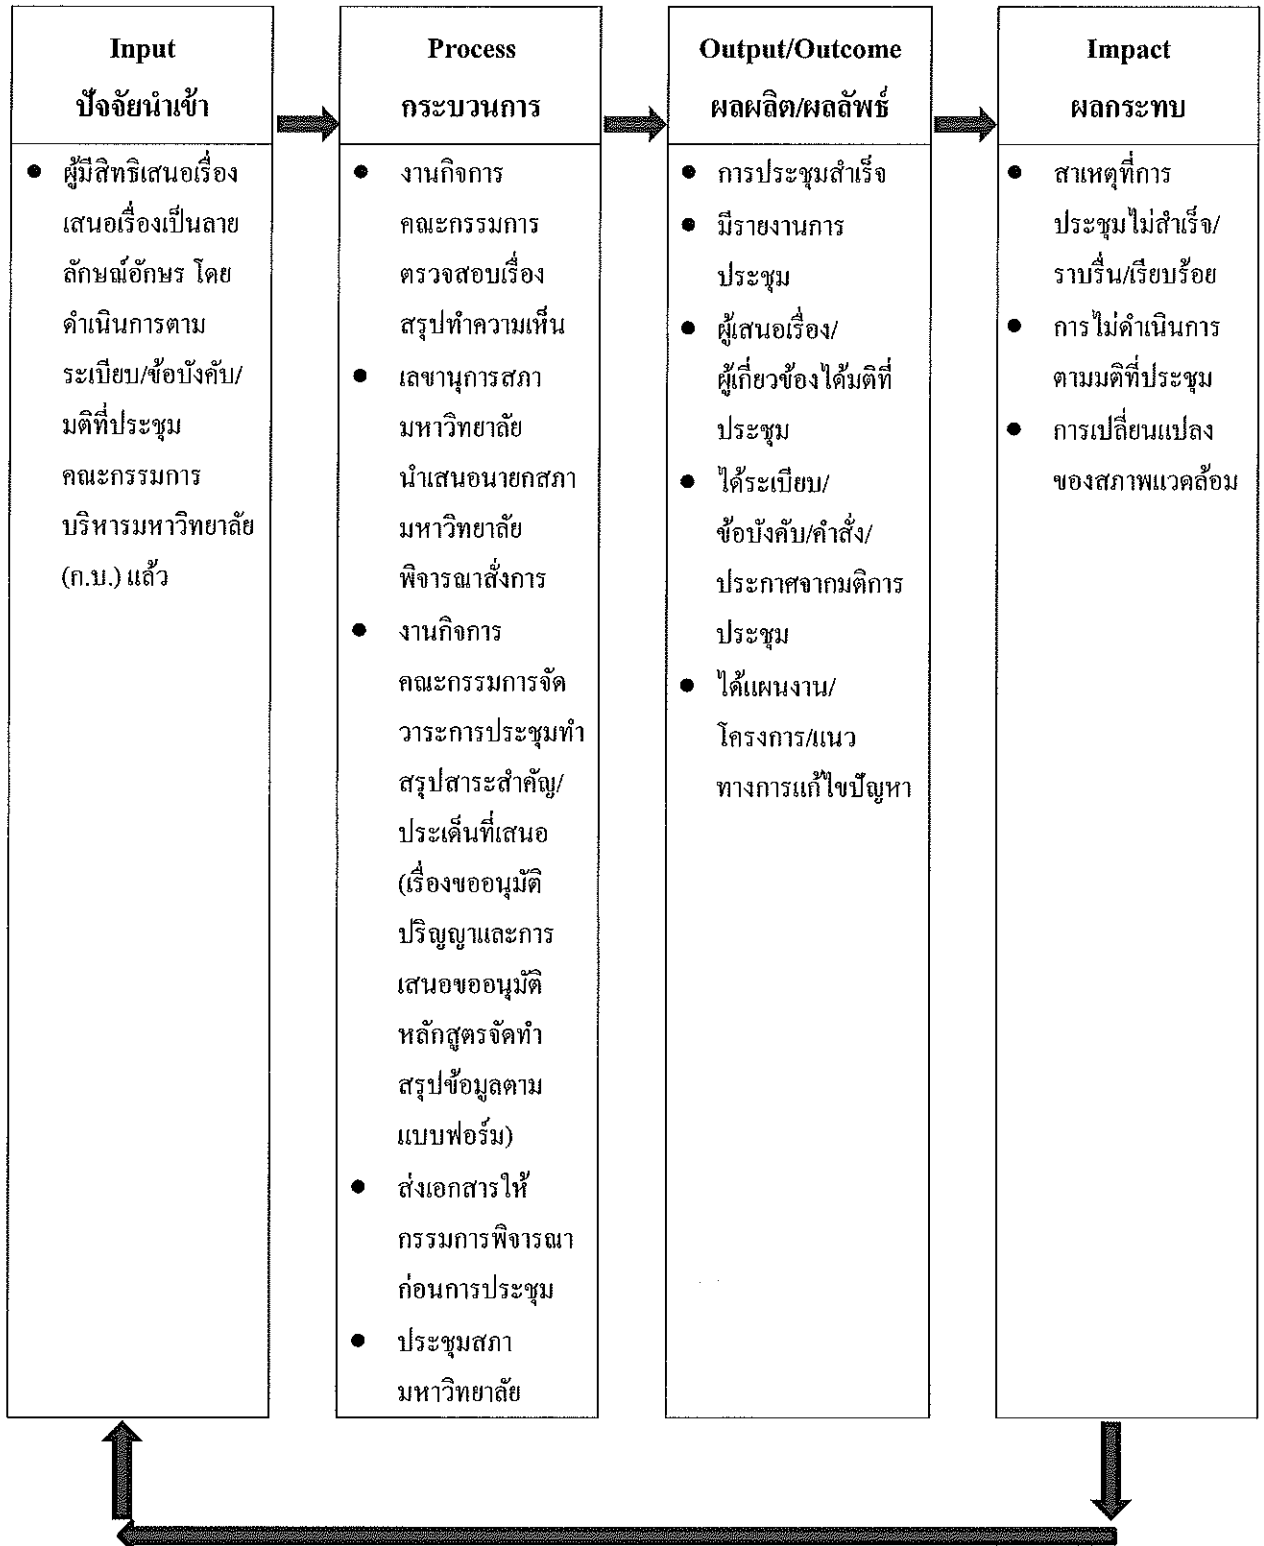 Input
ปัจจัยนำเข้า
● ผู้มีสิทธิเสนอเรื่อง
เสนอเรื่องเป็นลาย
ลักษณ์อักษร โดย
ดำเนินการตาม
ระเบียบ/ข้อบังคับ/
มติที่ประชุม
คณะกรรมการ
บริหารมหาวิทยาลัย
(ก.บ.) แล้ว
Process
กระบวนการ
● งานกิจการ
คณะกรรมการ
ตรวจสอบเรื่อง
สรุปทำความเห็น
● เลขานุการสภา
มหาวิทยาลัย
นำเสนอนายกสภา
มหาวิทยาลัย
พิจารณาสั่งการ
● งานกิจการ
คณะกรรมการจัด
วาระการประชุมทำ
สรุปสาระสำคัญ/
ประเด็นที่เสนอ
(เรื่องขออนุมัติ
ปริญญาและการ
เสนอขออนุมัติ
หลักสูตรจัดทำ
สรุปข้อมูลตาม
แบบฟอร์ม)
● ส่งเอกสารให้
กรรมการพิจารณา
ก่อนการประชุม
● ประชุมสภา
มหาวิทยาลัย
Output/Outcome
ผลผลิต/ผลลัพธ์
● การประชุมสำเร็จ
● มีรายงานการ
ประชุม
● ผู้เสนอเรื่อง/
ผู้เกี่ยวข้องได้มติที่
ประชุม
● ได้ระเบียบ/
ข้อบังคับ/คำสั่ง/
ประกาศจากมติการ
ประชุม
● ได้แผนงาน/
โครงการ/แนว
ทางการแก้ไขปัญหา
Impact
ผลกระทบ
● สาเหตุที่การ
ประชุมไม่สำเร็จ/
ราบรื่น/เรียบร้อย
● การไม่ดำเนินการ
ตามมติที่ประชุม
● การเปลี่ยนแปลง
ของสภาพแวดล้อม